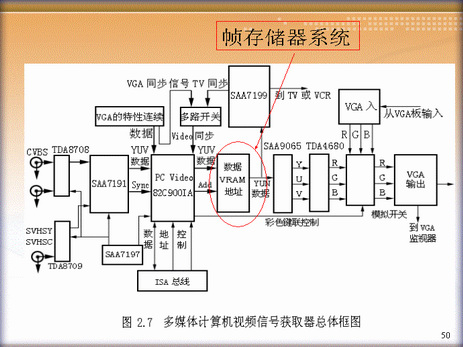 帧存储器系统
VGA 同步 信号 TV 同步
SAA7199
到 TV 或 VCR
VGA的特性连续
多路开关
VGA 入
从VGA板输入
数据
Video 同步
R G B
CVBS
TDA8708
YUV
数据
YUV
数据
SAA9065 TDA4680
SAA7191
PC Video
82C900IA
数据
VRAM
地址
YUN
数据
Y
U
V
R
G
B
R
G
B
VGA
输出
Sync
Add
SVHSY
SVHSC
TDA8709
SAA7197
数据
地址
控制
彩色键联控制
模拟开关
到 VGA
监视器
ISA 总线
图 2.7 多媒体计算机视频信号获取器总体框图
50